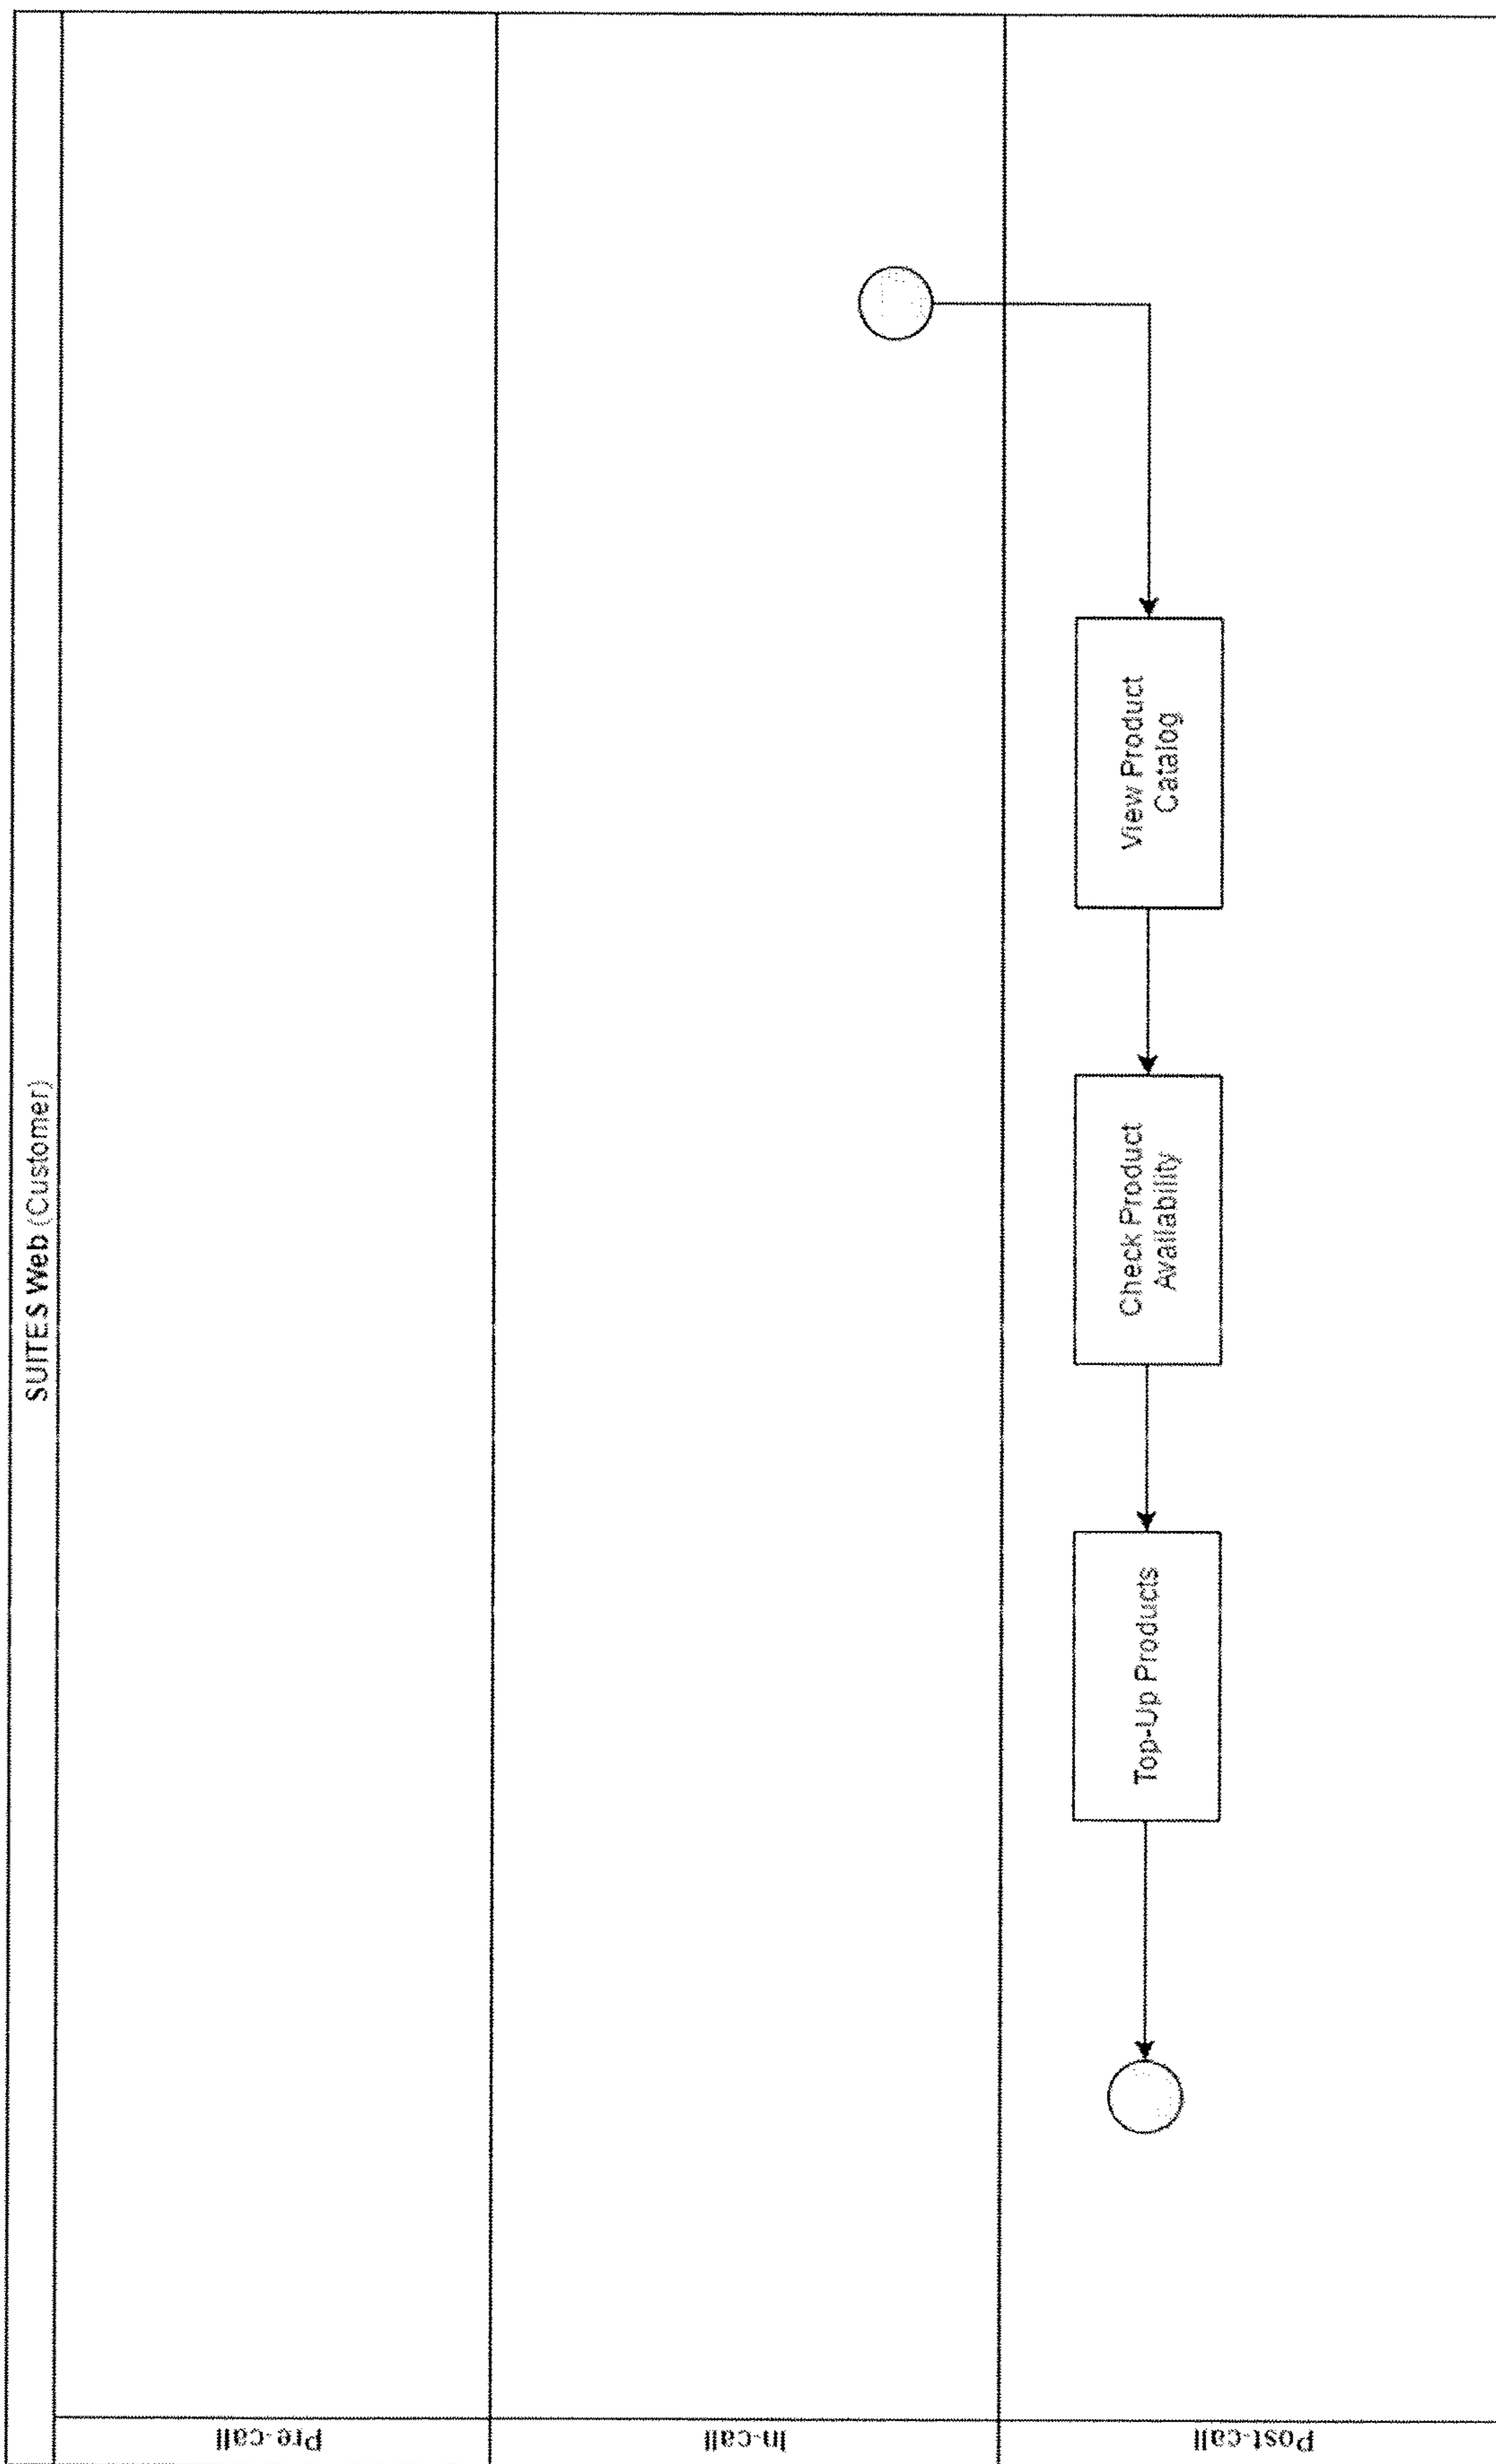 SUITES Web (Customer)
Pre-call
In-call
Post-call
View Product
Catalog
Check Product
Availability
Top-Up Products